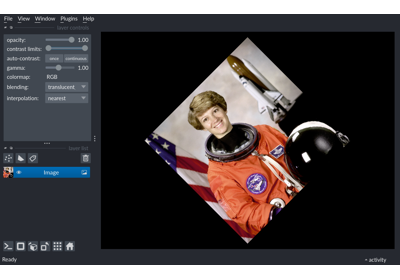 File View Window Plugins Help
layer controls
opacity: 1.00
contrast limits:
auto-contrast: once continuous
gamma: 1.00
colormap: RGB
blending: translucent
interpolation: nearest
layer list
Image
Ready
activity